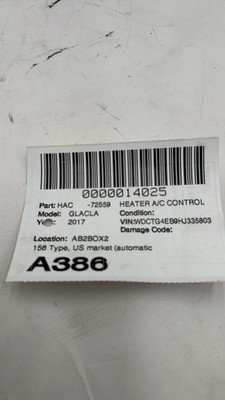 0000014025
Part: HAC -72559 HEATER A/C CONTROL
Model: GLACLA Condition:
2017 VIN:WDCTG4EB9HJ335803
Damage Code:
Location: AB2BOX2
156 Type, US market (automatic
A386